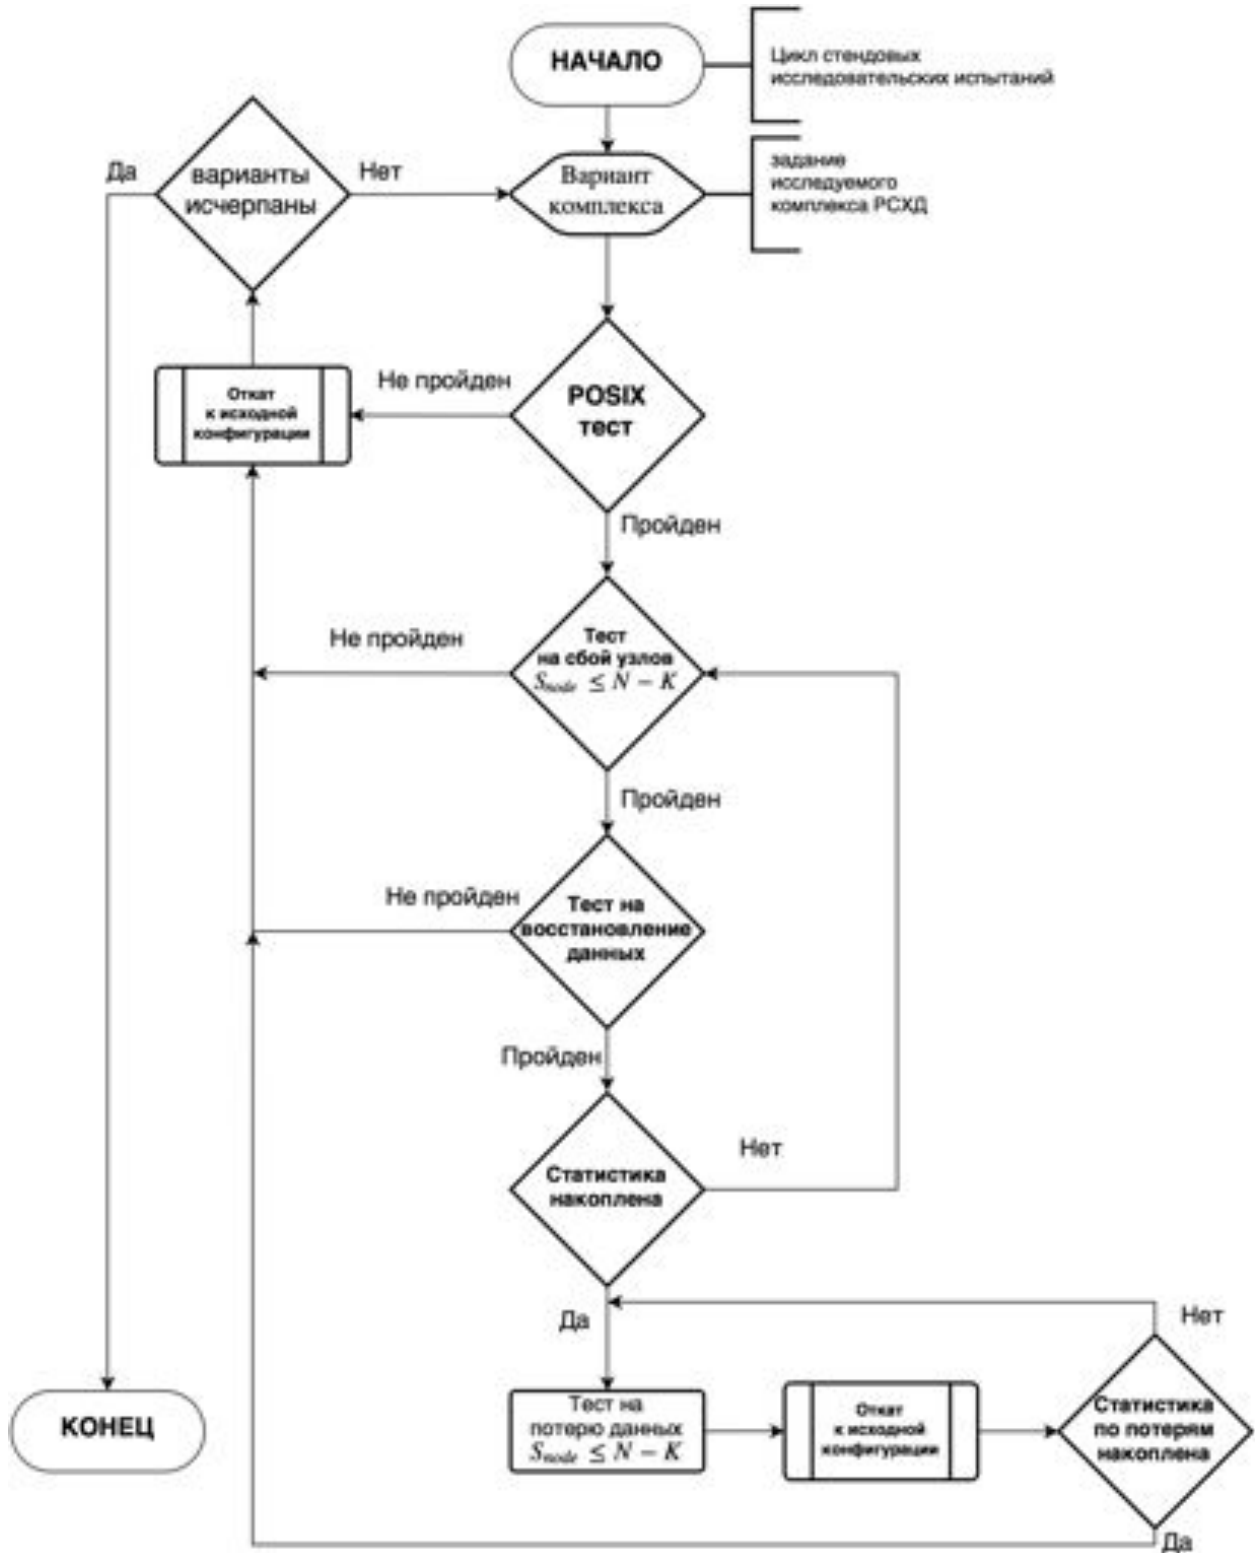 НАЧАЛО
Цикл стендовых
исследовательских испытаний
Да
варианты
исчерпаны
Нет
Вариант
комплекса
задание
исследуемого
комплекса РСХД
Откат
к исходной
конфигурации
Не пройден
POSIX
тест
Пройден
Не пройден
Тест
на сбой узлов
S_node ≤ N − K
Пройден
Не пройден
Тест на
восстановление
данных
Пройден
Статистика
накоплена
Нет
Да
Нет
КОНЕЦ
Тест на
потерю данных
S_node ≤ N − K
Откат
к исходной
конфигурации
Статистика
по потерям
накоплена
Да